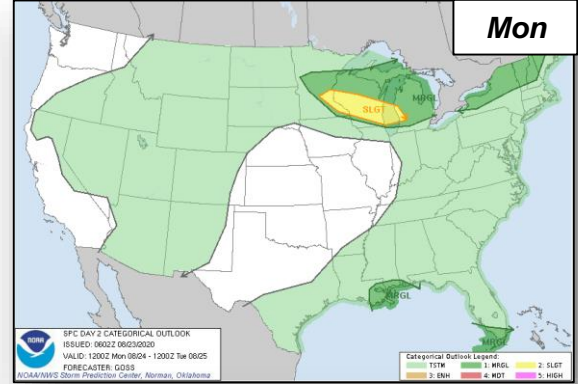 Mon
MRGL
SLGT
MRGL
MRGL
NOAA
SPC DAY 2 CATEGORICAL OUTLOOK
ISSUED: 0602Z 08/23/2020
VALID: 1200Z Mon 08/24 - 1200Z Tue 08/25
FORECASTER: GOSS
NOAA/NWS Storm Prediction Center, Norman, Oklahoma
Categorical Outlook Legend:
TSTM 1: MRGL 2: SLGT
3: ENH 4: MDT 5: HIGH